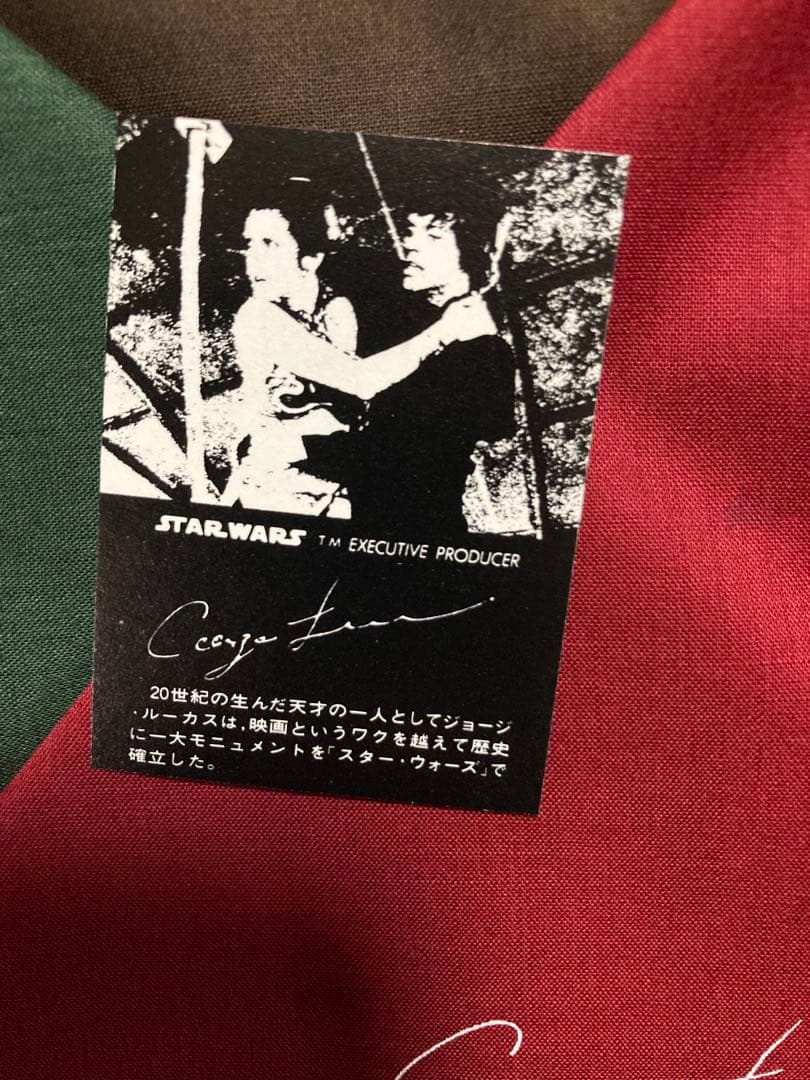 STAR WARS TM EXECUTIVE PRODUCER
George Lucas
20世紀の生んだ天才の一人としてジョージ
・ルーカスは,映画というワクを越えて歴史
に一大モニュメントを「スター・ウォーズ」で
確立した。